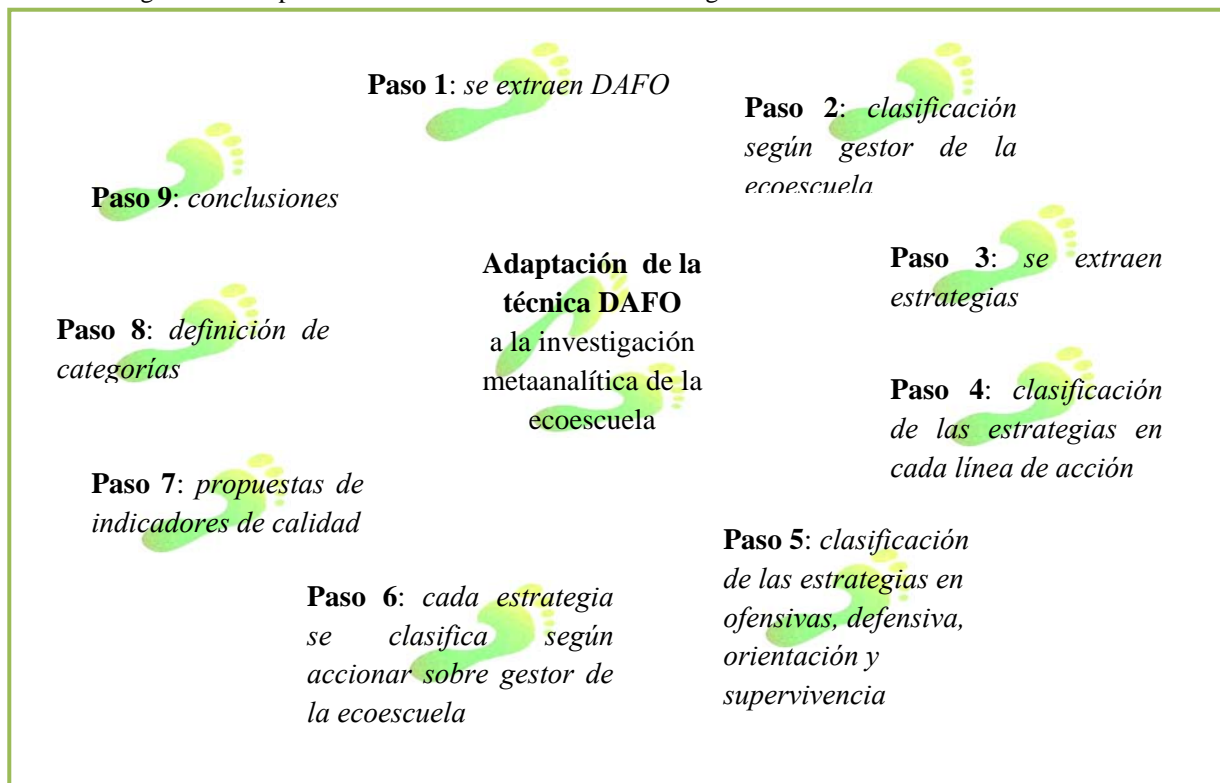 Paso 1: se extraen DAFO
Paso 2: clasificación
según gestor de la
ecoescuela
Paso 3: se extraen
estrategias
Paso 4: clasificación
de las estrategias en
cada línea de acción
Paso 5: clasificación
de las estrategias en
ofensivas, defensiva,
orientación y
supervivencia
Paso 6: cada estrategia
se clasifica según
accionar sobre gestor de
la ecoescuela
Paso 7: propuestas de
indicadores de calidad
Paso 8: definición de
categorías
Paso 9: conclusiones
Adaptación de la
técnica DAFO
a la investigación
metaanalítica de la
ecoescuela